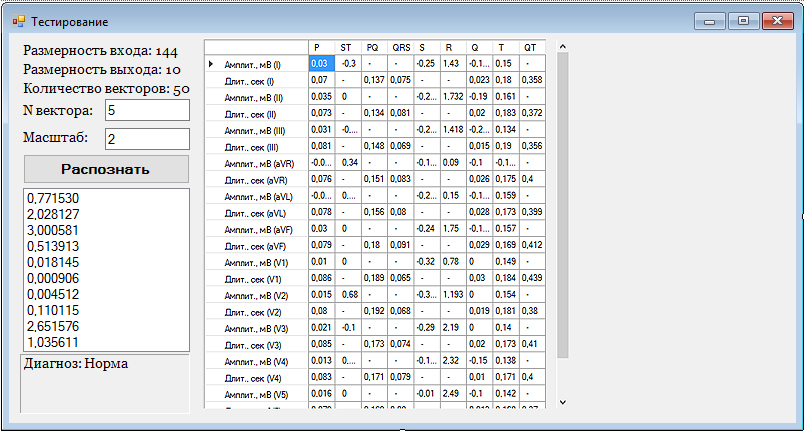 Тестирование
Размерность входа: 144
Размерность выхода: 10
Количество векторов: 50
N вектора: 5
Масштаб: 2
Распознать
0,771530
2,028127
3,000581
0,513913
0,018145
0,000906
0,004512
0,110115
2,651576
1,035611
Диагноз: Норма
P ST PQ QRS S R Q T QT
Амплит., мВ (I) 0,03 -0,3 - - -0,25 1.43 -0,1... 0,15 -
Длит., сек (I) 0,07 - 0,137 0,075 - - 0,023 0,18 0,358
Амплит., мВ (II) 0.035 0 - - -0,2... 1.732 -0,19 0,161 -
Длит., сек (II) 0,073 - 0,134 0,081 - - 0,02 0,183 0,372
Амплит., мВ (III) 0.031 -0,... - - -0,2... 1.418 -0,2... 0,134 -
Длит., сек (III) 0,081 - 0,148 0,069 - - 0,015 0,19 0,356
Амплит., мВ (aVR) -0,0... 0.34 - - -0,1... 0.09 -0,1 -0,1... -
Длит., сек (aVR) 0,076 - 0,151 0,083 - - 0,026 0,175 0,4
Амплит., мВ (aVL) -0,0... 0,... - - -0,2... 0.15 -0,1... 0,159 -
Длит., сек (aVL) 0,078 - 0,156 0,08 - - 0,028 0,173 0,399
Амплит., мВ (aVF) 0.03 0 - - -0,24 1.75 -0,1... 0,157 -
Длит., сек (aVF) 0,079 - 0,18 0,091 - - 0,029 0,169 0,412
Амплит., мВ (V1) 0.01 0 - - -0,32 0.78 0 0,149 -
Длит., сек (V1) 0,086 - 0,189 0,065 - - 0,03 0,184 0,439
Амплит., мВ (V2) 0.015 0.68 - - -0,3... 1,193 0 0,154 -
Длит., сек (V2) 0,08 - 0,192 0,068 - - 0,019 0,181 0,38
Амплит., мВ (V3) 0.021 -0,1 - - -0,29 2.19 0 0,14 -
Длит., сек (V3) 0,085 - 0,173 0,074 - - 0,02 0,173 0,41
Амплит., мВ (V4) 0.013 0,... - - -0,1... 2.32 -0,15 0,138 -
Длит., сек (V4) 0,083 - 0,171 0,079 - - 0,01 0,171 0,4
Амплит., мВ (V5) 0.016 0 - - -0,01 2,49 -0,1 0,142 -